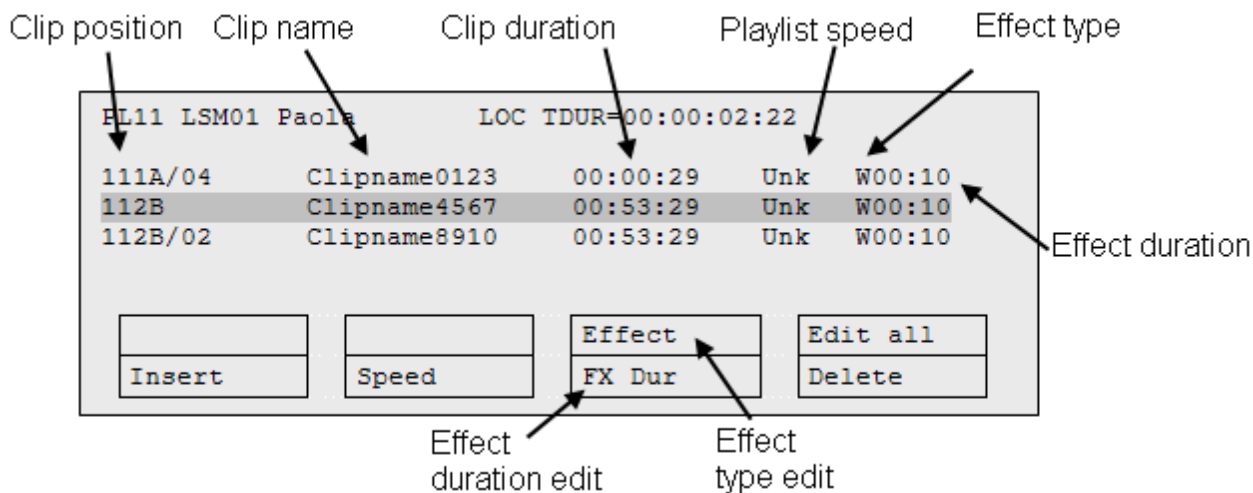 Clip position Clip name Clip duration Playlist speed Effect type
PL11 LSM01 Paola LOC TDUR=00:00:02:22
111A/04 Clipname0123 00:00:29 Unk W00:10
112B Clipname4567 00:53:29 Unk W00:10
112B/02 Clipname8910 00:53:29 Unk W00:10
Effect duration
Effect Edit all
Insert Speed FX Dur Delete
Effect duration edit
Effect type edit